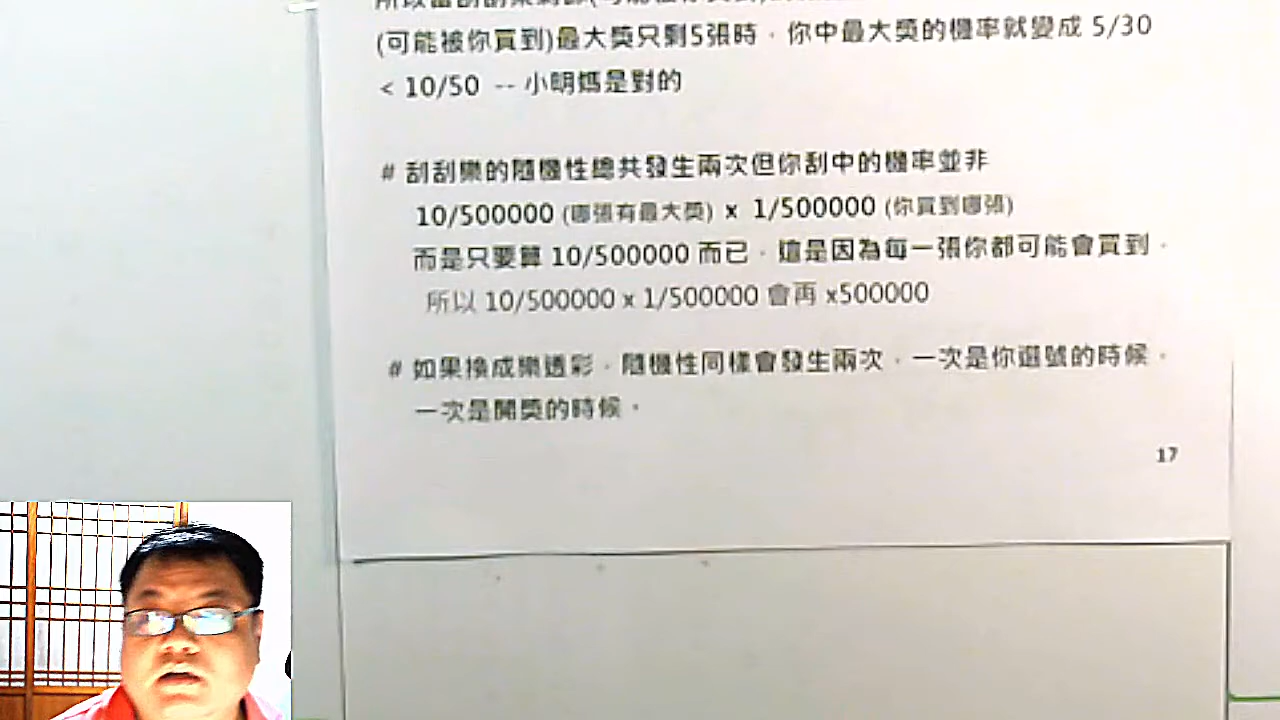 (可能被你買到)最大獎只剩5張時，你中最大獎的機率就變成 5/30
< 10/50 -- 小明媽是對的
# 刮刮樂的隨機性總共發生兩次但你刮中的機率並非
10/500000 (哪張有最大獎) x 1/500000 (你買到哪張)
而是只要算 10/500000 而已，這是因為每一張你都可能會買到。
所以 10/500000 x 1/500000 會再 x500000
# 如果換成樂透彩，隨機性同樣會發生兩次，一次是你選號的時候，
一次是開獎的時候。
17